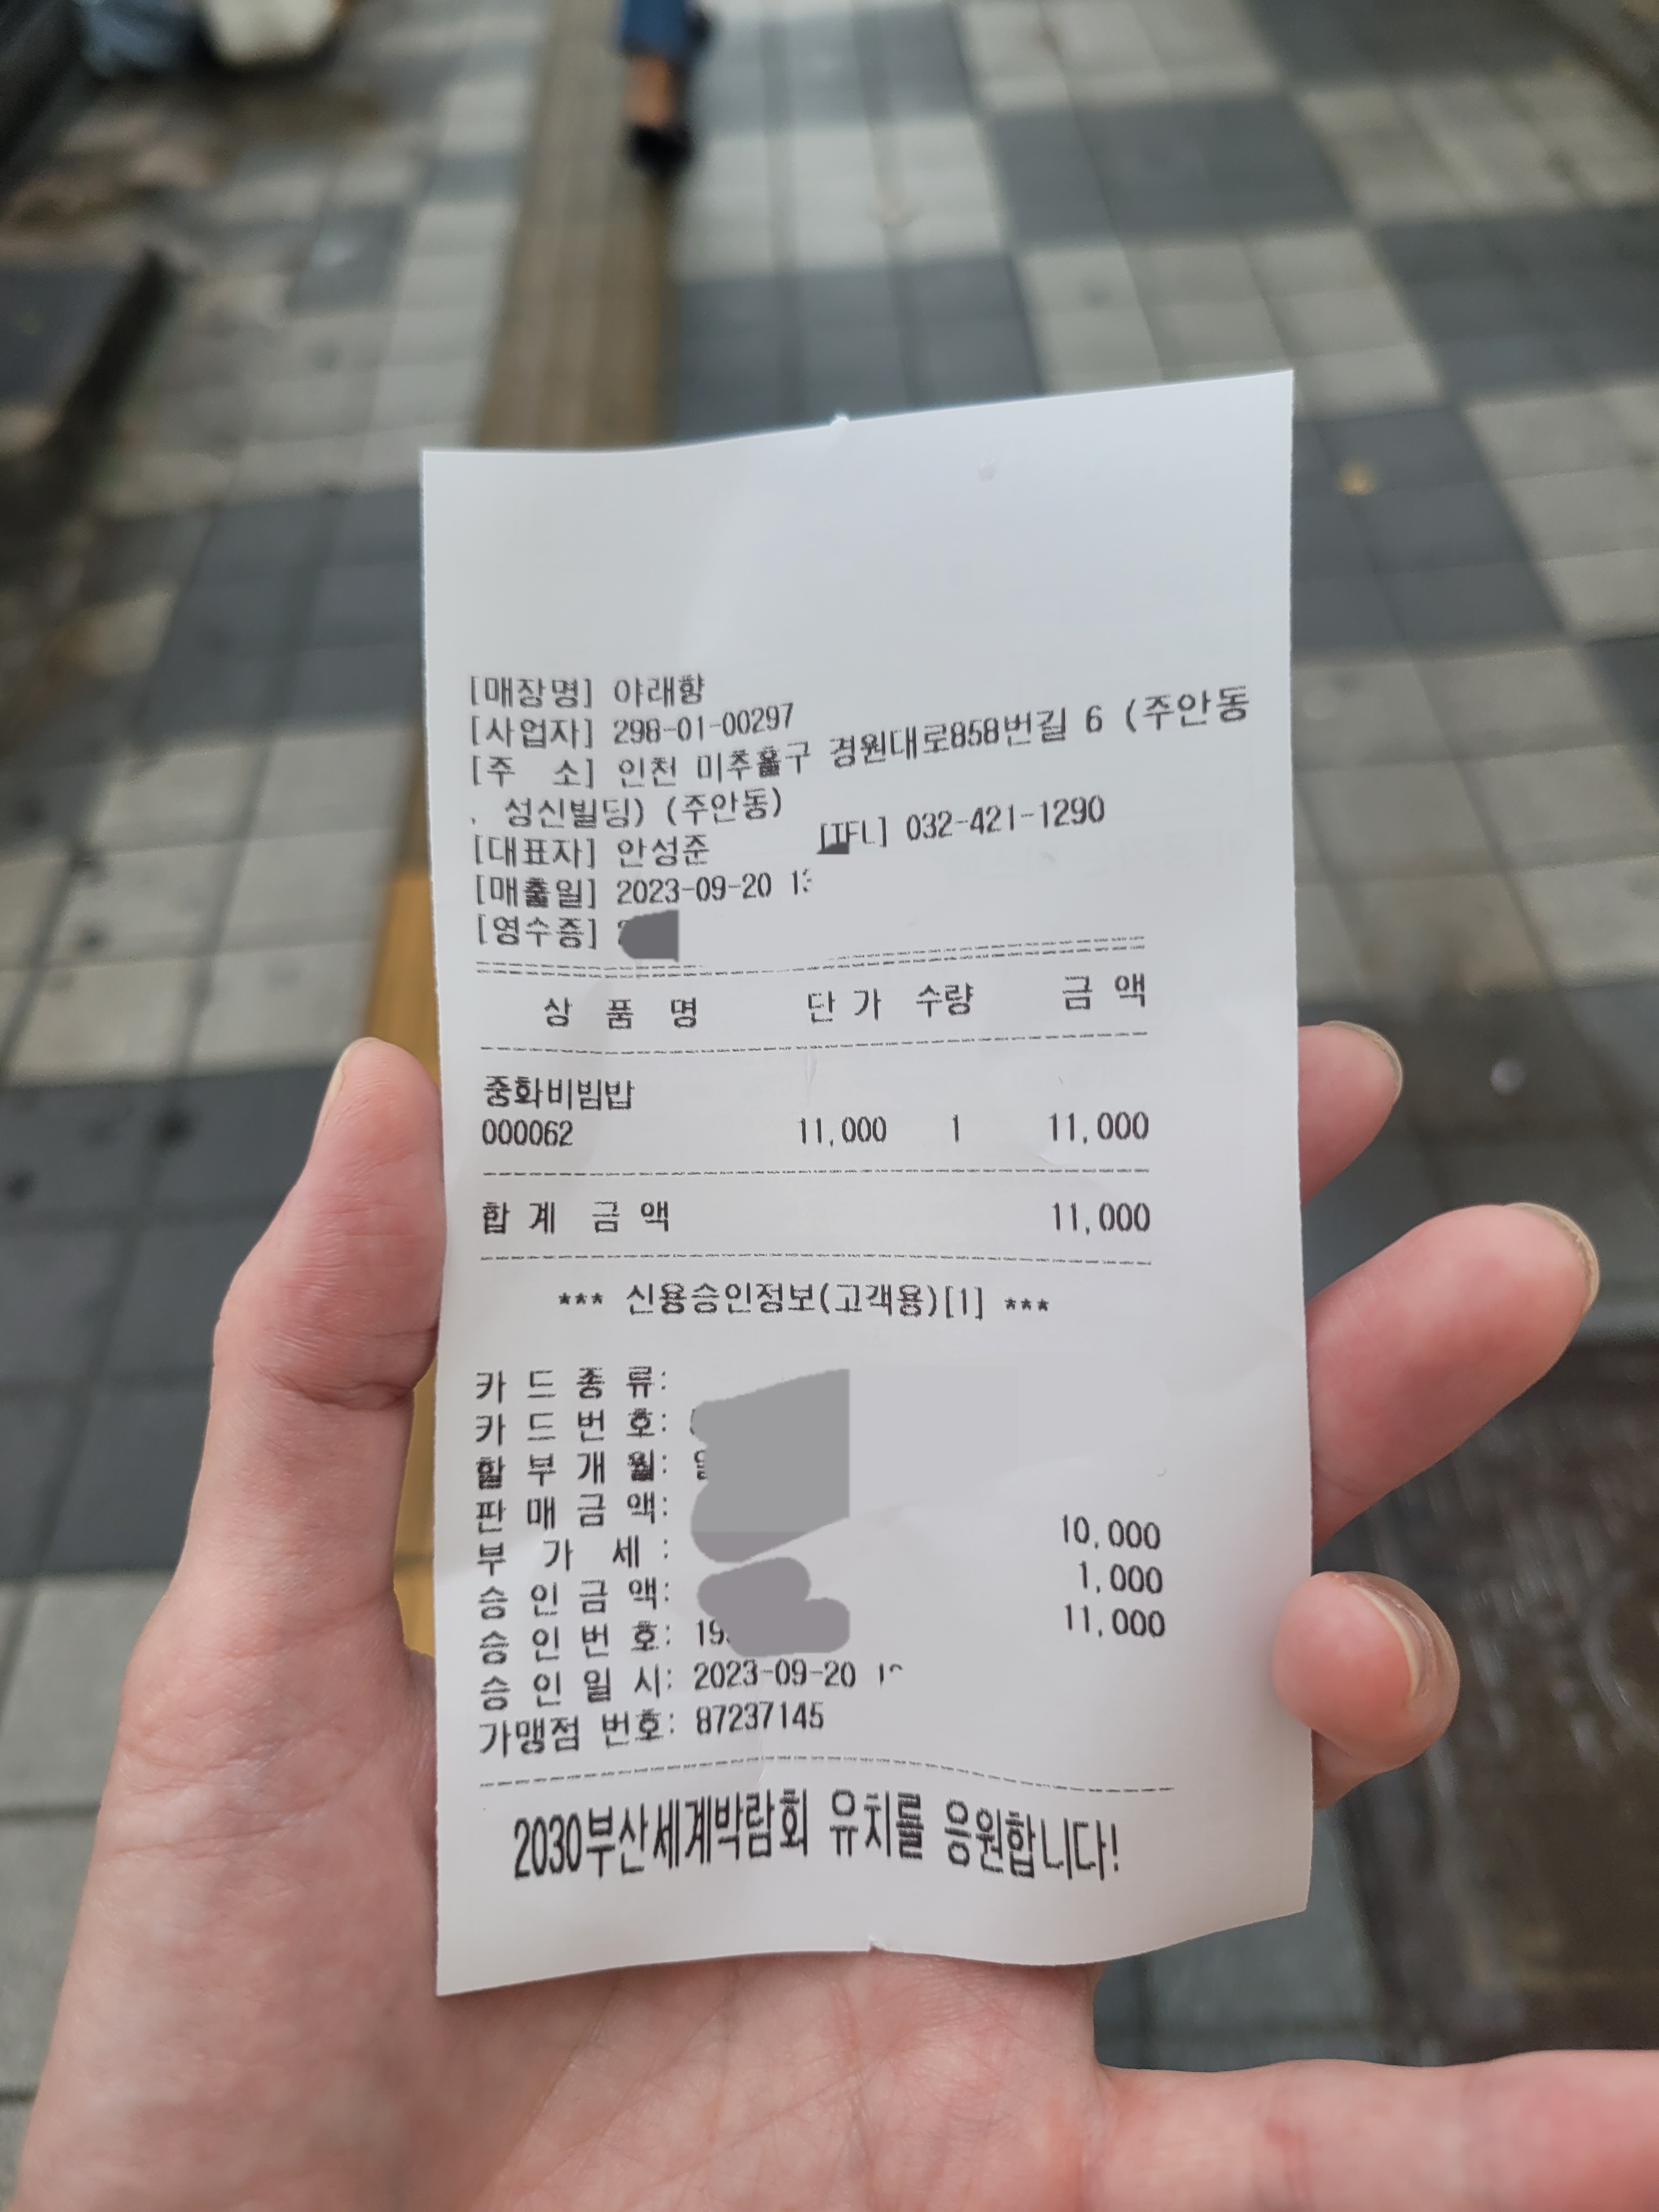 [매장명] 야래향
[사업자] 298-01-00297
[주 소] 인천 미추홀구 경원대로858번길 6 (주안동
, 성신빌딩) (주안동)
[대표자] 안성준 [TEL] 032-421-1290
[매출일] 2023-09-20
[영수증]
상 품 명 단 가 수량 금 액
중화비빔밥
000062 11,000 1 11,000
합 계 금 액 11,000
*** 신용승인정보(고객용)[1] ***
카 드 종 류:
카 드 번 호:
할 부 개 월:
판 매 금 액: 10,000
부 가 세 : 1,000
승 인 금 액: 11,000
승 인 번 호: 19
승 인 일 시: 2023-09-20
가맹점 번호: 87237145
2030부산세계박람회 유치를 응원합니다!